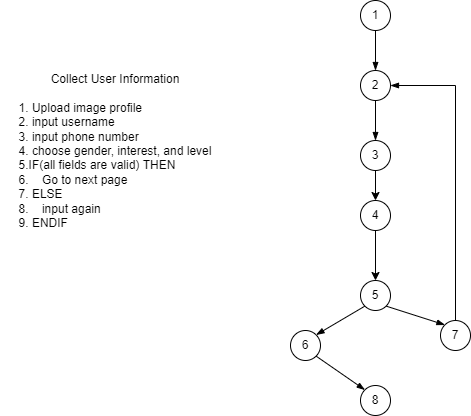 Collect User Information
1. Upload image profile
2. input username
3. input phone number
4. choose gender, interest, and level
5.IF(all fields are valid) THEN
6. Go to next page
7. ELSE
8. input again
9. ENDIF
1
2
3
4
5
6
7
8